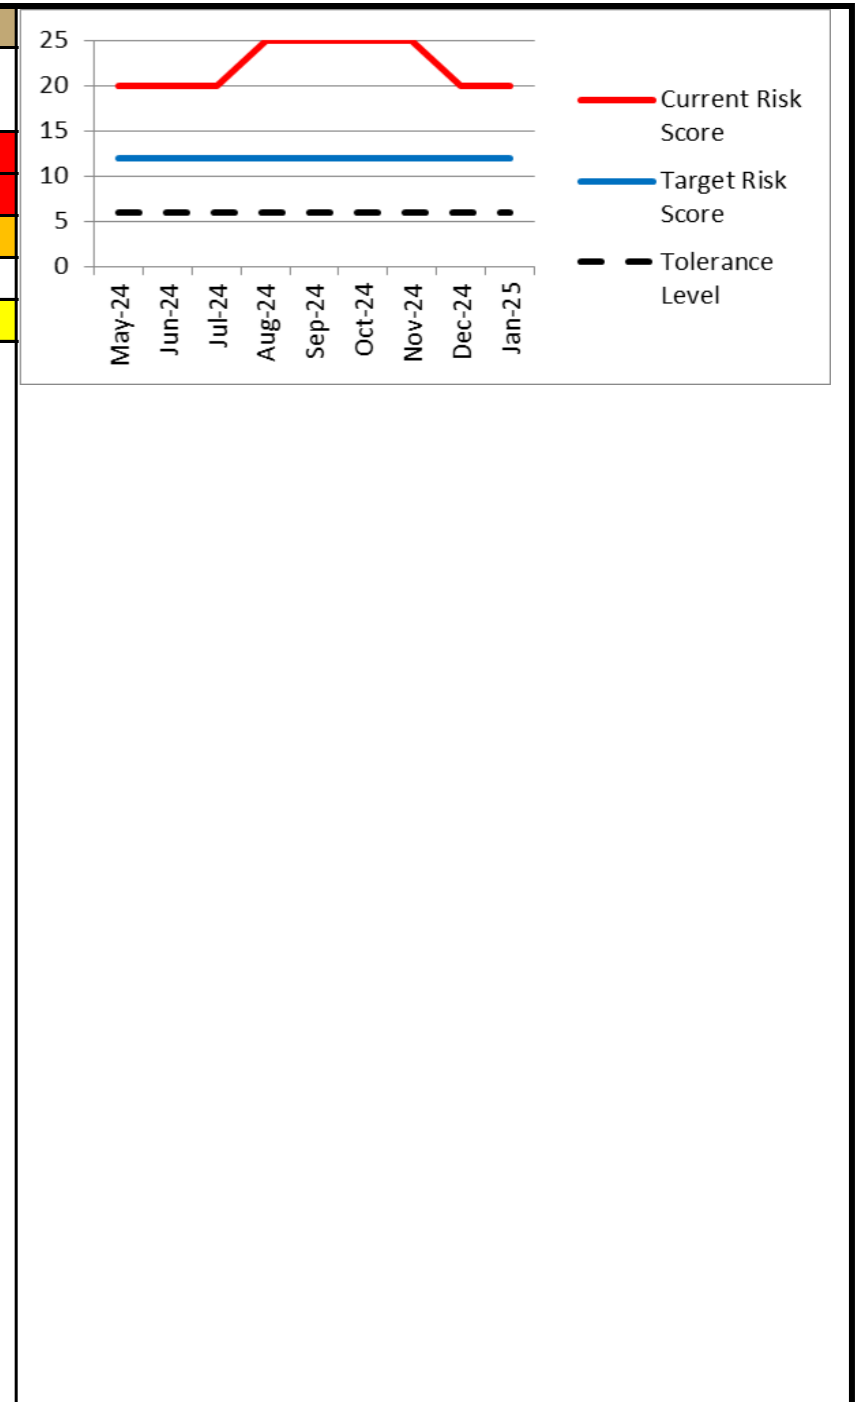 25
20
15
10
5
0
May-24
Jun-24
Jul-24
Aug-24
Sep-24
Oct-24
Nov-24
Dec-24
Jan-25
Current Risk
Score
Target Risk
Score
Tolerance
Level